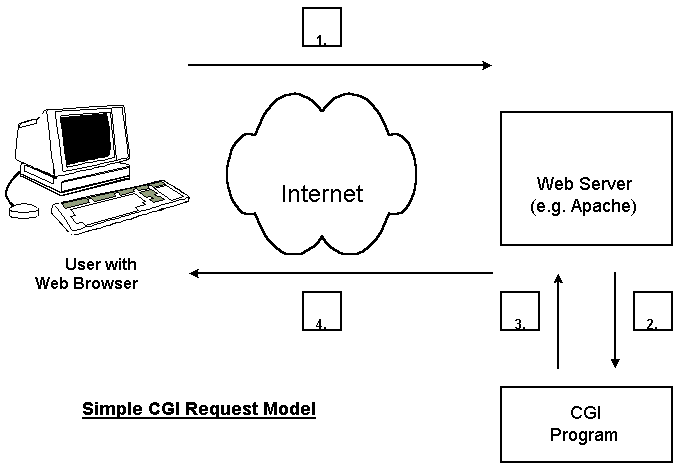 1.
Internet
Web Server
(e.g. Apache)
User with
Web Browser
4.
3.
2.
Simple CGI Request Model
CGI
Program